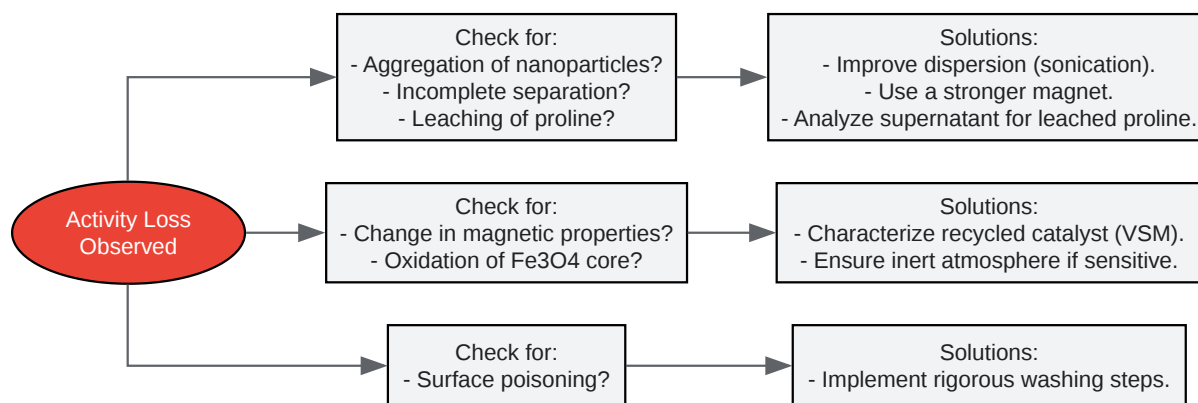 Check for:
- Aggregation of nanoparticles?
- Incomplete separation?
- Leaching of proline?
Solutions:
- Improve dispersion (sonication).
- Use a stronger magnet.
- Analyze supernatant for leached proline.
Activity Loss
Observed
Check for:
- Change in magnetic properties?
- Oxidation of Fe3O4 core?
Solutions:
- Characterize recycled catalyst (VSM).
- Ensure inert atmosphere if sensitive.
Check for:
- Surface poisoning?
Solutions:
- Implement rigorous washing steps.